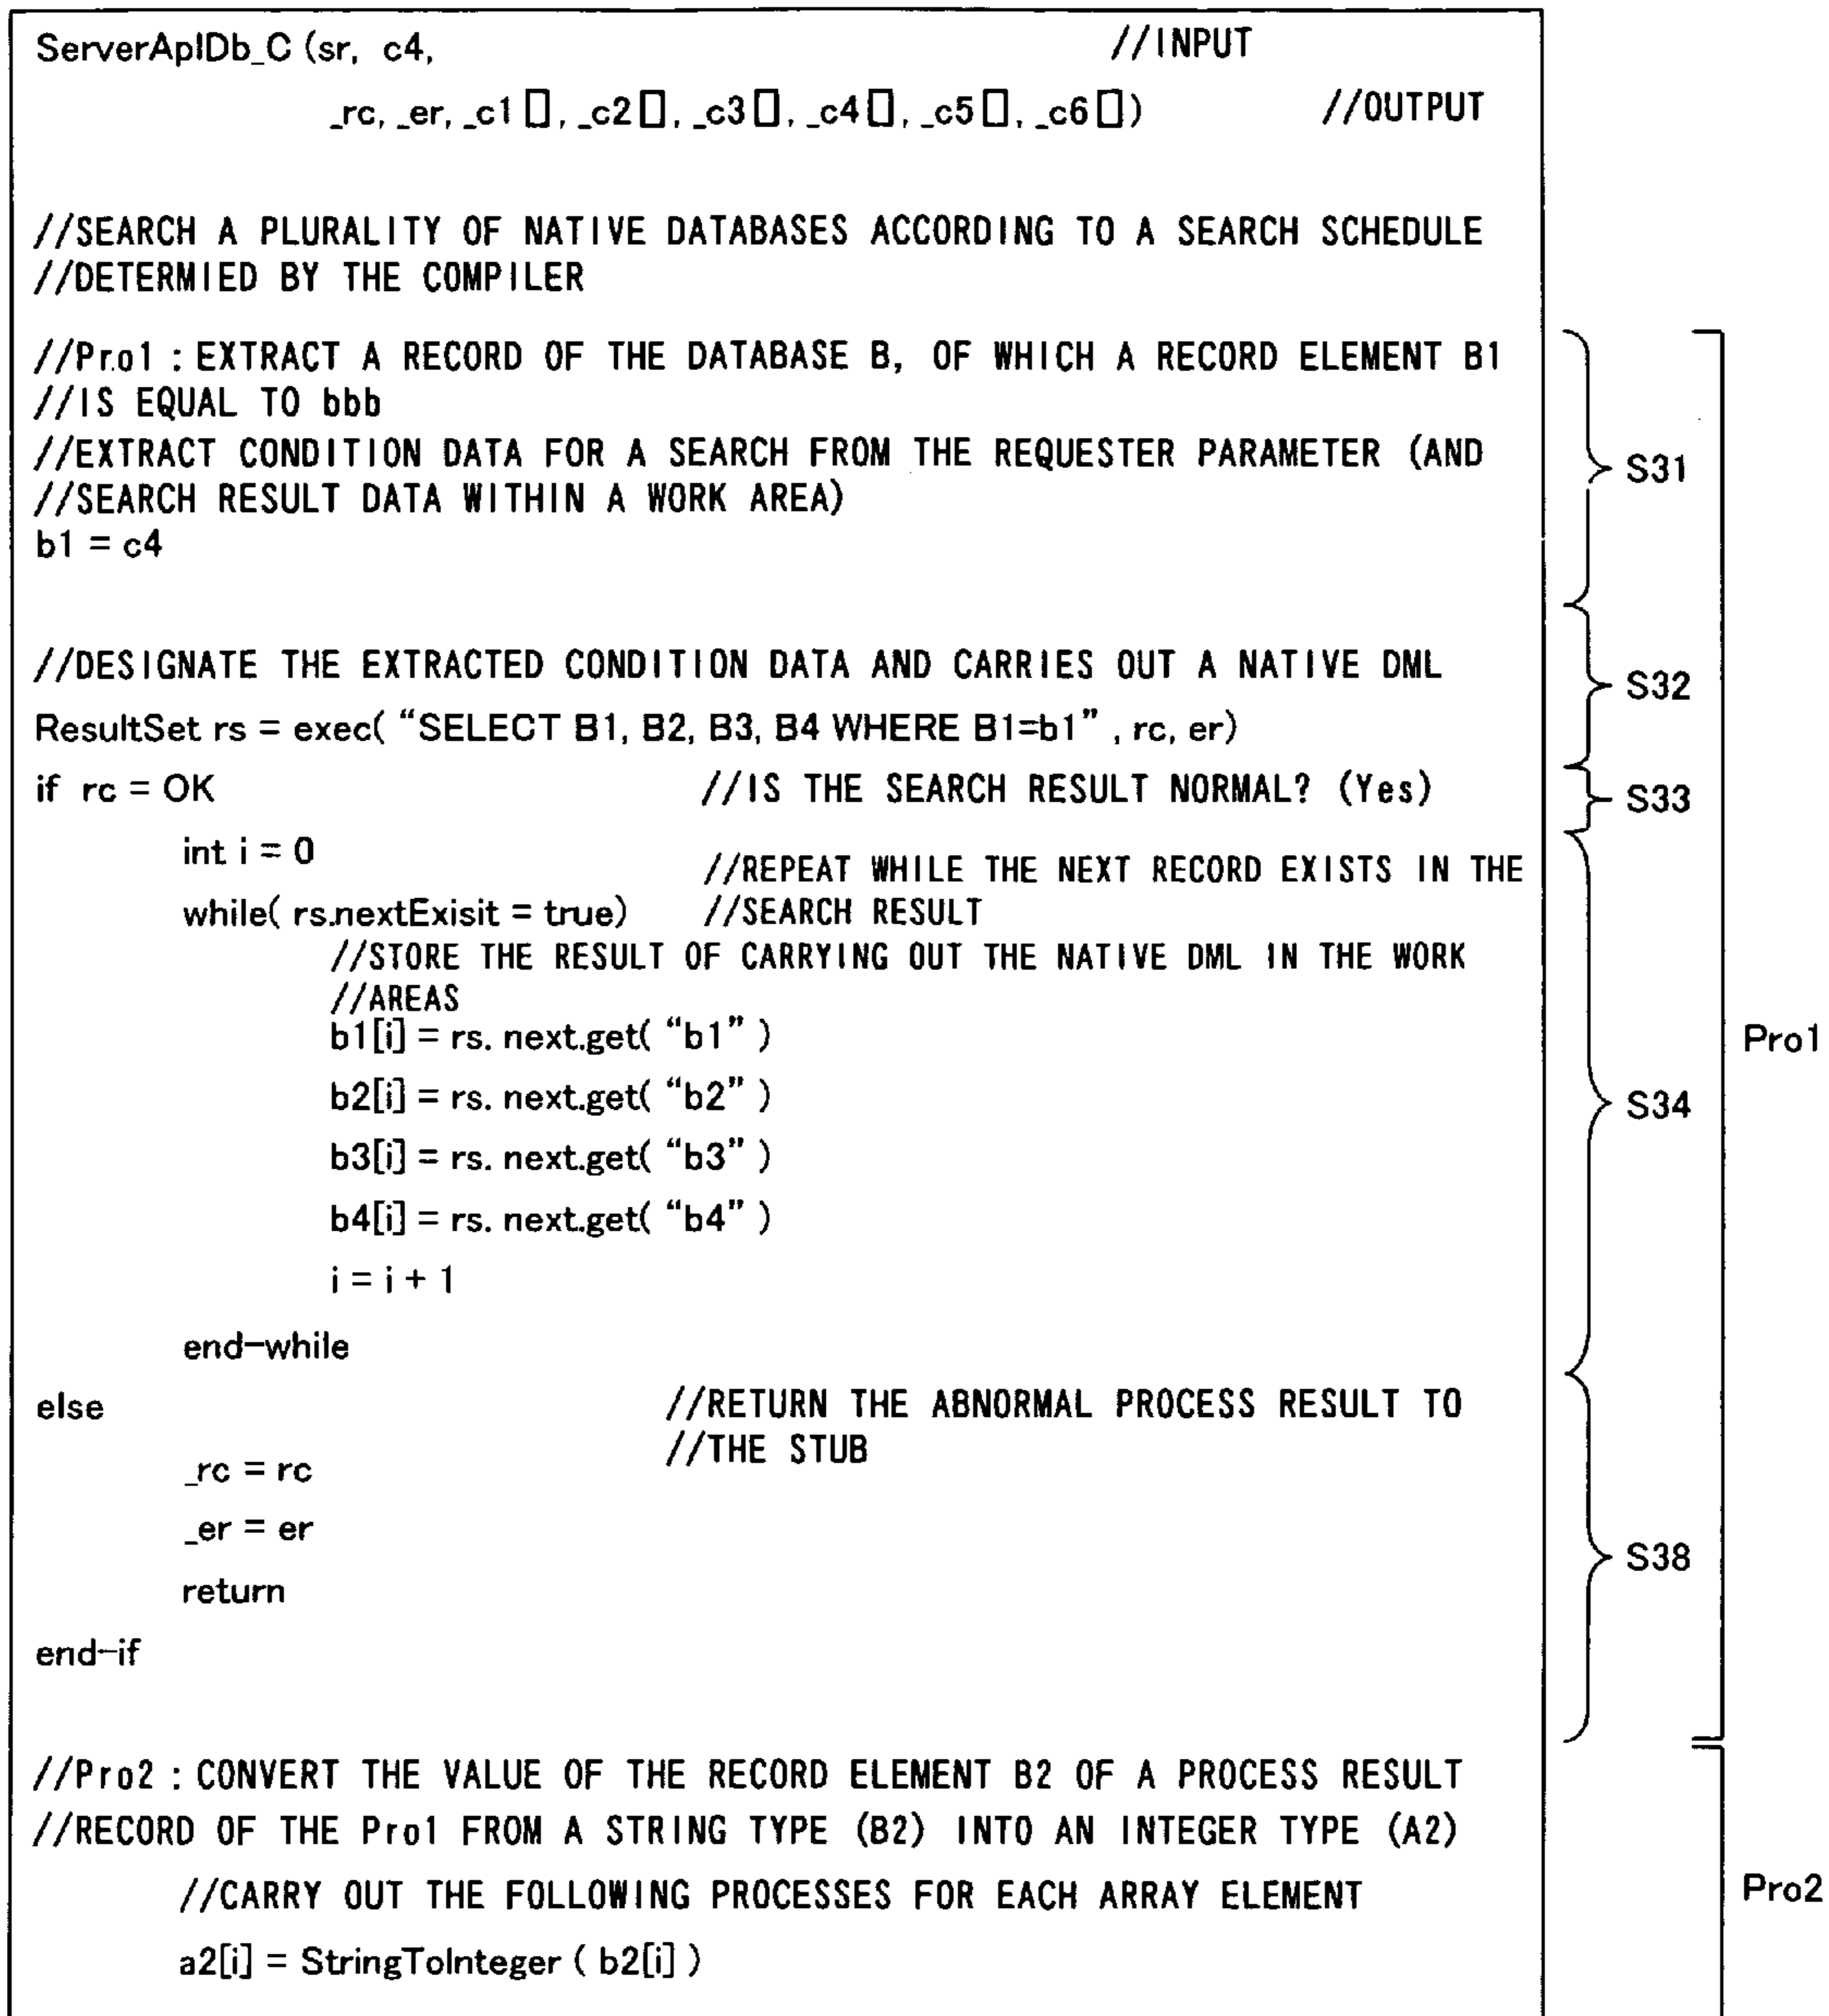 ServerAplDb_C (sr, c4, //INPUT
_rc, _er, _c1 [], _c2 [], _c3 [], _c4 [], _c5 [], _c6 []) //OUTPUT
//SEARCH A PLURALITY OF NATIVE DATABASES ACCORDING TO A SEARCH SCHEDULE
//DETERMIED BY THE COMPILER
//Pro1 : EXTRACT A RECORD OF THE DATABASE B, OF WHICH A RECORD ELEMENT B1
//IS EQUAL TO bbb
//EXTRACT CONDITION DATA FOR A SEARCH FROM THE REQUESTER PARAMETER (AND
//SEARCH RESULT DATA WITHIN A WORK AREA)
S31
b1 = c4
//DESIGNATE THE EXTRACTED CONDITION DATA AND CARRIES OUT A NATIVE DML
S32
ResultSet rs = exec( “SELECT B1, B2, B3, B4 WHERE B1=b1” , rc, er)
if rc = OK //IS THE SEARCH RESULT NORMAL? (Yes)
S33
int i = 0
//REPEAT WHILE THE NEXT RECORD EXISTS IN THE
while( rs.nextExisit = true) //SEARCH RESULT
//STORE THE RESULT OF CARRYING OUT THE NATIVE DML IN THE WORK
//AREAS
b1[i] = rs. next.get( “b1” )
Pro1
b2[i] = rs. next.get( “b2” )
S34
b3[i] = rs. next.get( “b3” )
b4[i] = rs. next.get( “b4” )
i = i + 1
end-while
else //RETURN THE ABNORMAL PROCESS RESULT TO
//THE STUB
_rc = rc
_er = er
S38
return
end-if
//Pro2 : CONVERT THE VALUE OF THE RECORD ELEMENT B2 OF A PROCESS RESULT
//RECORD OF THE Pro1 FROM A STRING TYPE (B2) INTO AN INTEGER TYPE (A2)
//CARRY OUT THE FOLLOWING PROCESSES FOR EACH ARRAY ELEMENT
Pro2
a2[i] = StringToInteger ( b2[i] )